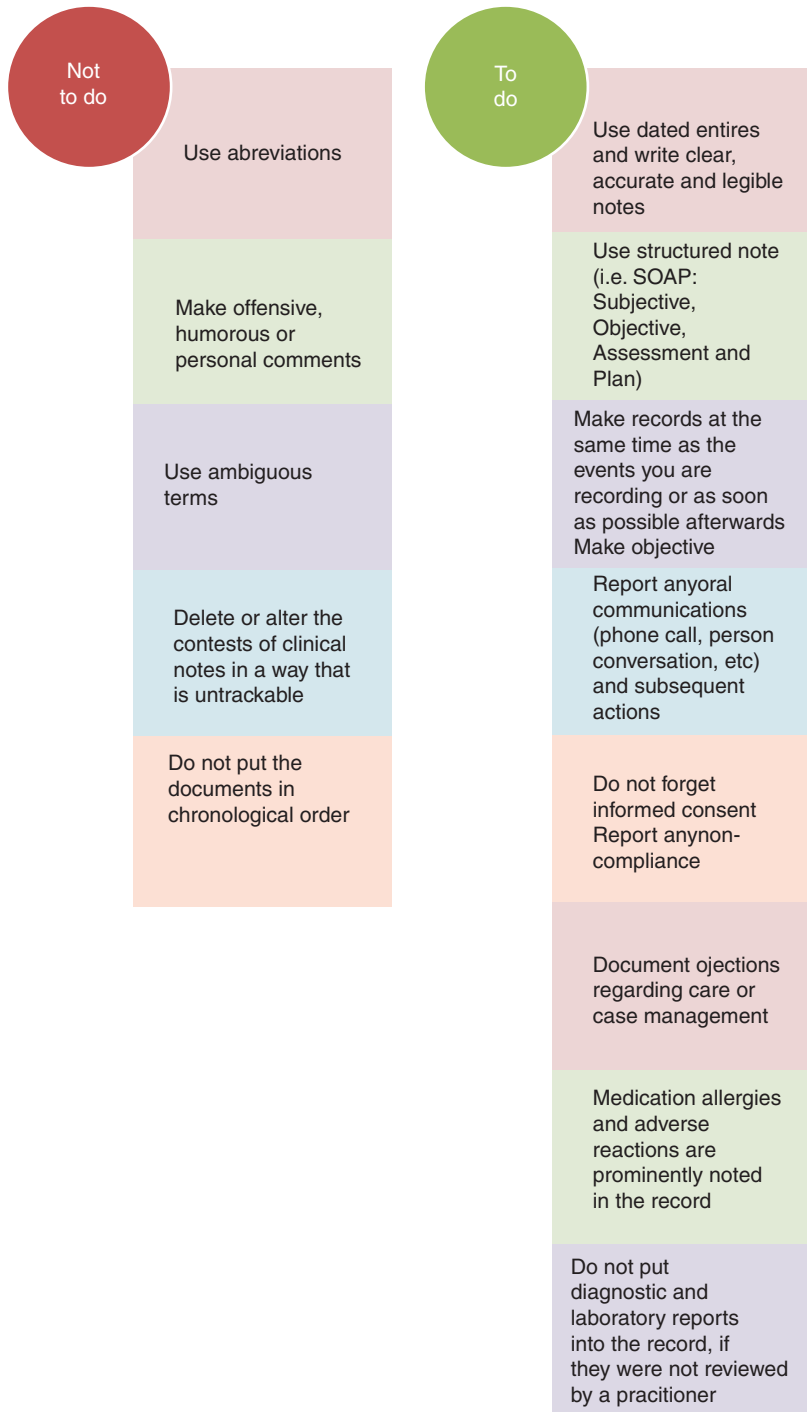 Not
to do
Use abreviations
Make offensive,
humorous or
personal comments
Use ambiguous
terms
Delete or alter the
contests of clinical
notes in a way that
is untrackable
Do not put the
documents in
chronological order
To
do
Use dated entires
and write clear,
accurate and legible
notes
Use structured note
(i.e. SOAP:
Subjective,
Objective,
Assessment and
Plan)
Make records at the
same time as the
events you are
recording or as soon
as possible afterwards
Make objective
Report anyoral
communications
(phone call, person
conversation, etc)
and subsequent
actions
Do not forget
informed consent
Report anynon-
compliance
Document ojections
regarding care or
case management
Medication allergies
and adverse
reactions are
prominently noted
in the record
Do not put
diagnostic and
laboratory reports
into the record, if
they were not reviewed
by a pracitioner